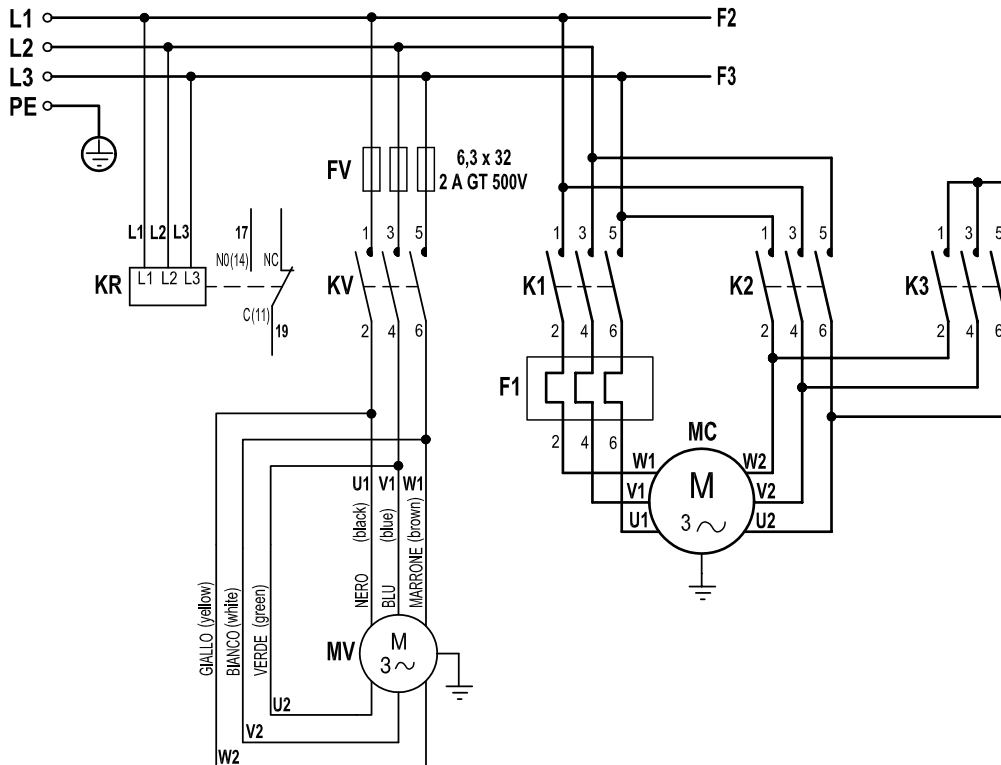 L1 F2
L2
L3 F3
PE
FV 6,3 x 32
2 A GT 500V
L1 L2 L3 17 1 3 5 1 3 5 1 3 5 1 3 5
NO(14) NC
KR L1 L2 L3 KV K1 K2 K3
C(11)
19 2 4 6 2 4 6 2 4 6 2 4 6
F1
2 4 6 MC
W1 W2
U1 V1 W1 V1 M V2
3 U1 U2
NERO (black)
BLU (blue)
MARRONE (brown)
GIALLO (yellow)
BIANCO (white)
VERDE (green)
MV M
3
U2
V2
W2